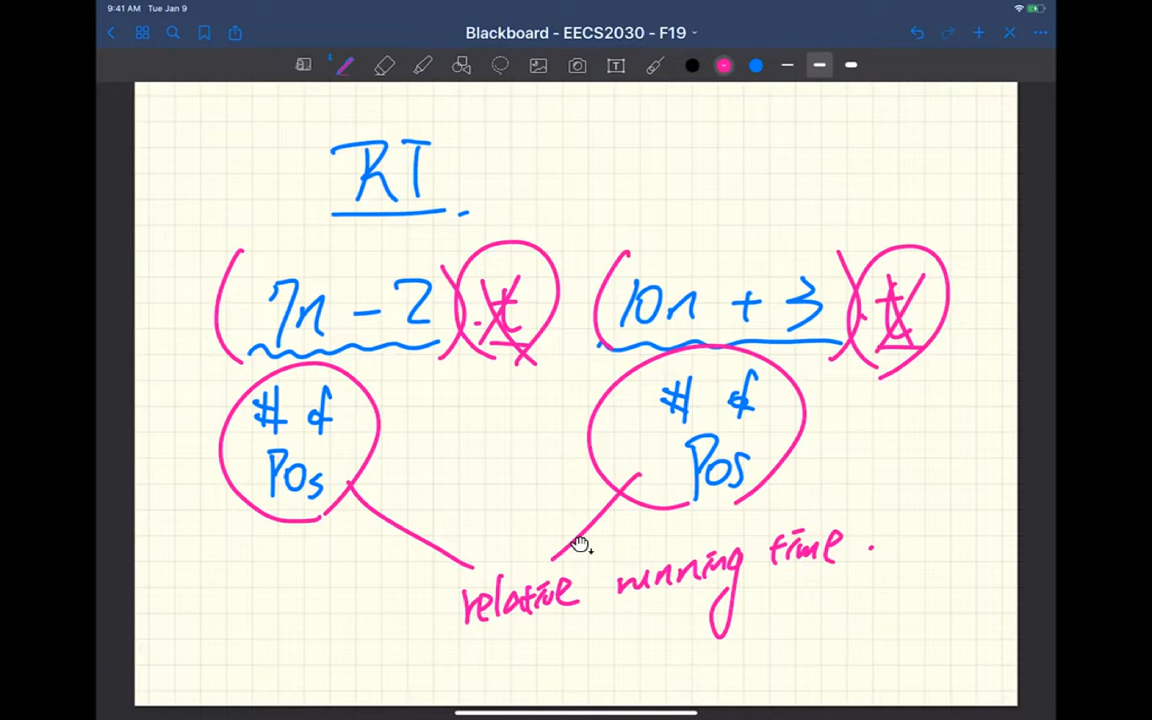 9:41 AM Tue Jan 9
Blackboard - EECS2030 - F19
RT.
(7n - 2) . t (10n + 3) . t
# of # of
POs POs
relative running time.